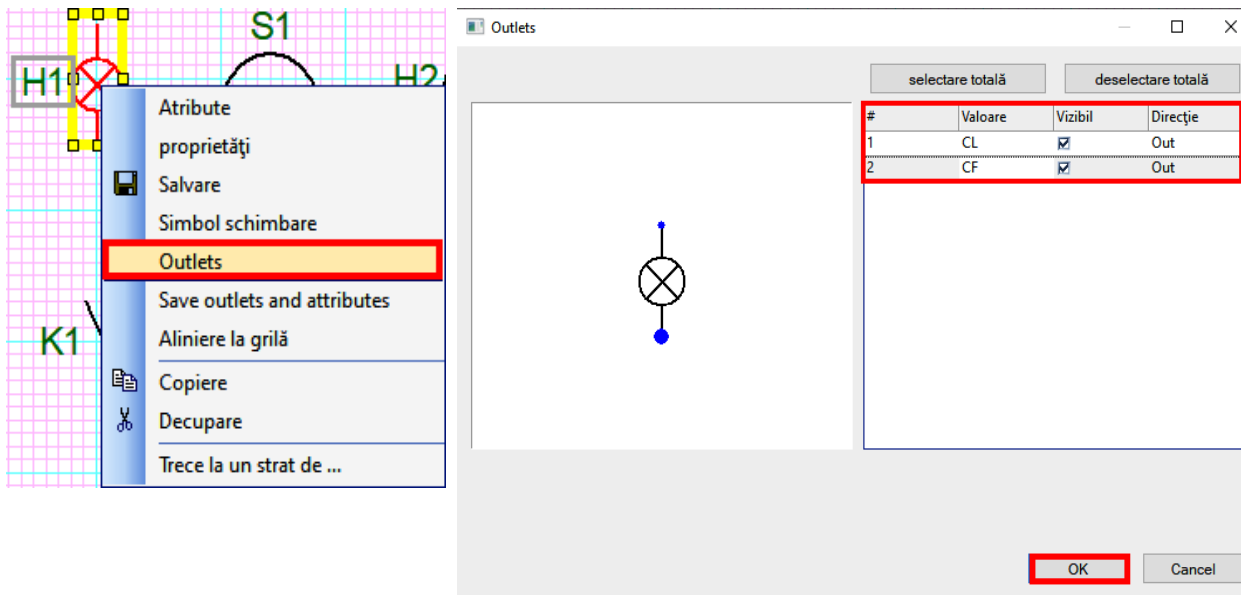 S1
H1
H2
K1
Atribute
proprietăţi
Salvare
Simbol schimbare
Outlets
Save outlets and attributes
Aliniere la grilă
Copiere
Decupare
Trece la un strat de ...
Outlets
selectare totală deselectare totală
# Valoare Vizibil Direcţie
1 CL Out
2 CF Out
OK Cancel